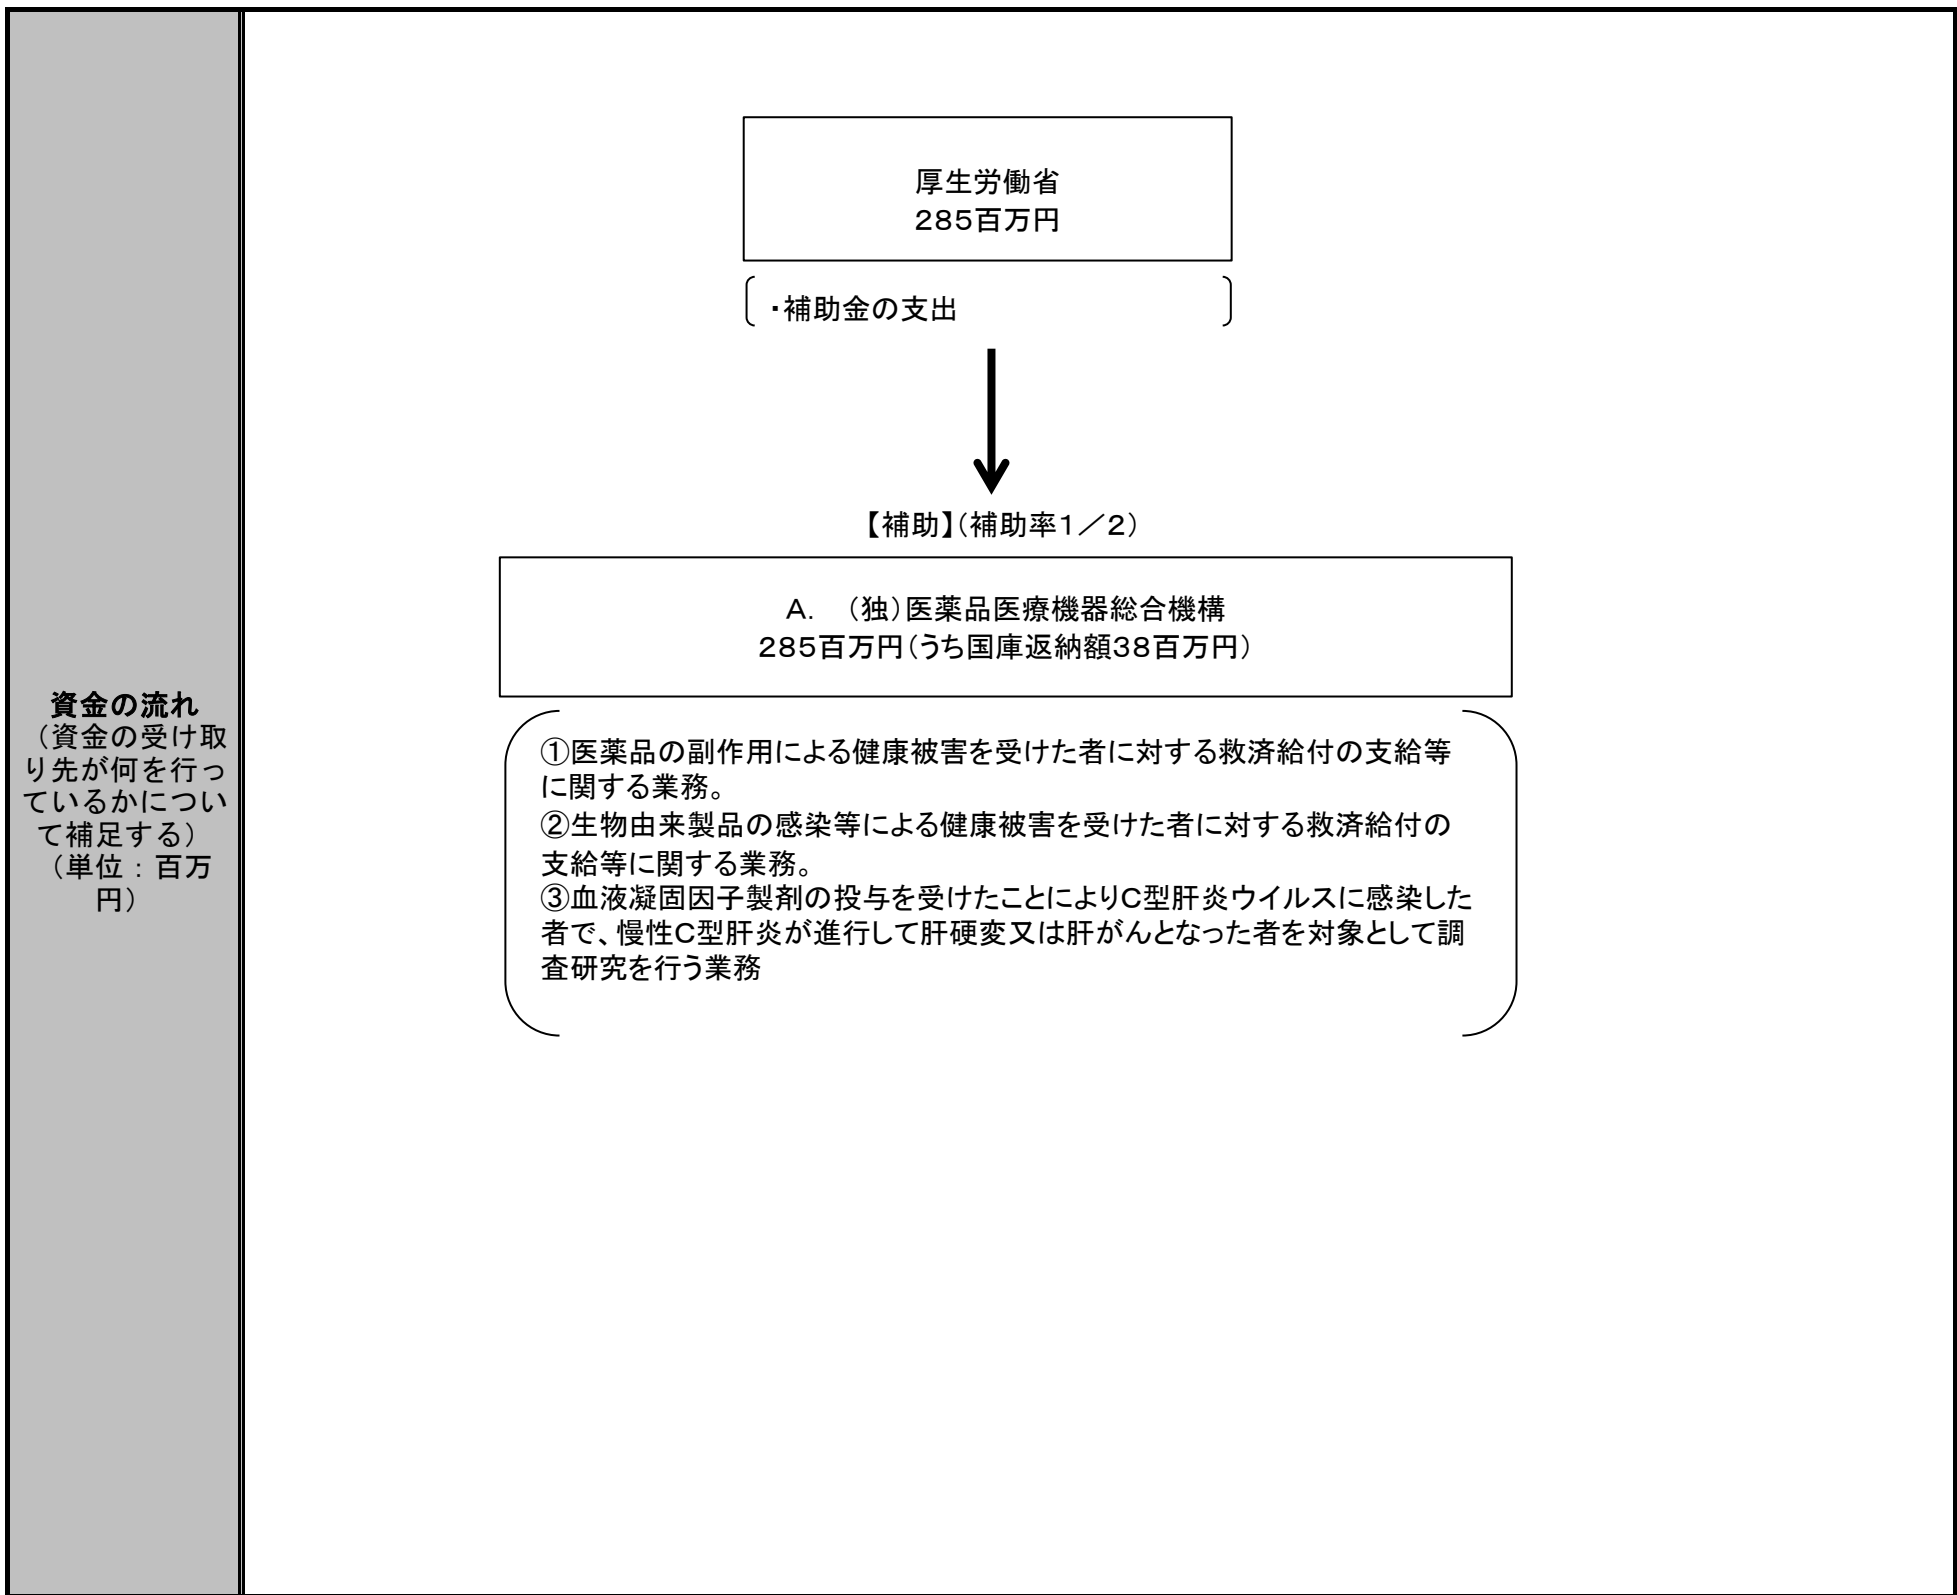 資金の流れ
（資金の受け取
り先が何を行っ
ているかについ
て補足する）
（単位：百万
円）
厚生労働省
２８５百万円
・補助金の支出
【補助】（補助率１／２）
Ａ．　（独）医薬品医療機器総合機構
２８５百万円（うち国庫返納額３８百万円）
①医薬品の副作用による健康被害を受けた者に対する救済給付の支給等
に関する業務。
②生物由来製品の感染等による健康被害を受けた者に対する救済給付の
支給等に関する業務。
③血液凝固因子製剤の投与を受けたことによりＣ型肝炎ウイルスに感染した
者で、慢性Ｃ型肝炎が進行して肝硬変又は肝がんとなった者を対象として調
査研究を行う業務